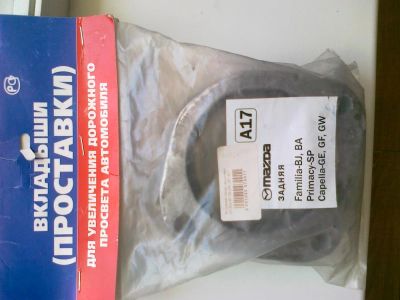 ВКЛАДЫШИ
(ПРОСТАВКИ)
ДЛЯ УВЕЛИЧЕНИЯ ДОРОЖНОГО
ПРОСВЕТА АВТОМОБИЛЯ
A17
mazda
ЗАДНЯЯ
Familia-BJ, BA
Primacy-SP
Capella-GE, GF, GW